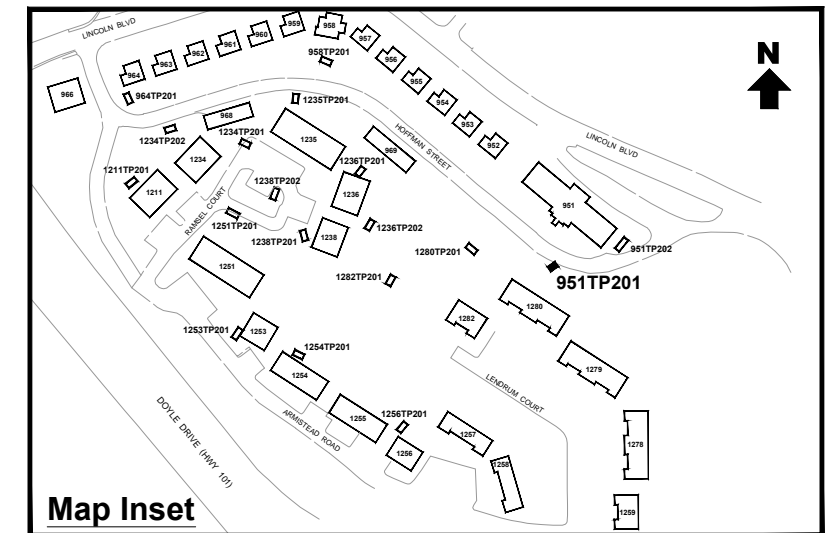 LINCOLN BLVD
959
958
960
957
961
962
958TP201
956
963
N
964
955
966
964TP201
1235TP201
954
968
953
1234TP202
1234TP201
1235
HOFFMAN STREET
952
LINCOLN BLVD
969
1234
1236TP201
1211TP201
1238TP202
1211
1236
RAMSEL COURT
951
1251TP201
1236TP202
1238TP201
1238
1280TP201
951TP202
1251
1282TP201
951TP201
1280
1282
1253TP201
1253
1254TP201
1279
1254
LENDRUM COURT
DOYLE DRIVE (HWY 101)
1255
ARMISTEAD ROAD
1256TP201
1257
1278
1256
1258
Map Inset
1259